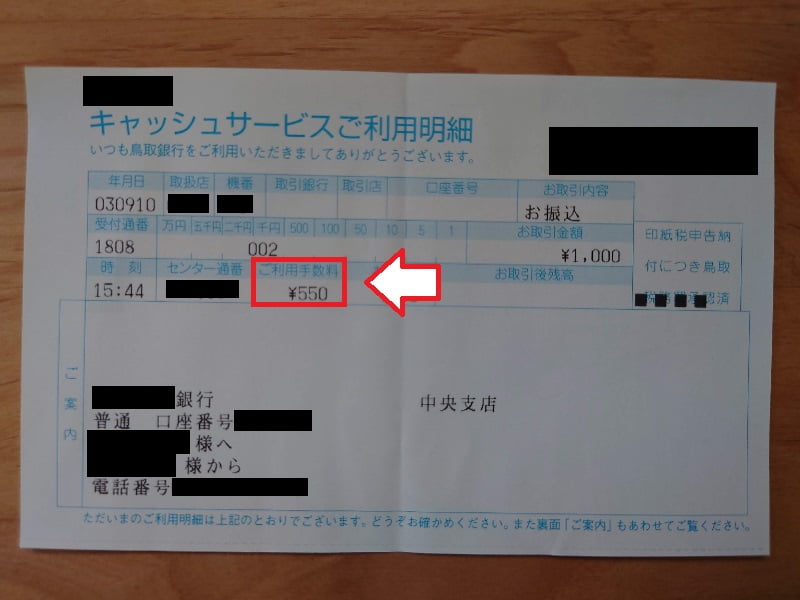 キャッシュサービスご利用明細
いつも鳥取銀行をご利用いただきましてありがとうございます。
年月日 取扱店 機番 取引銀行 取引店 口座番号 お取引内容
030910 お振込
受付通番 万円 五千円 二千円 千円 500 100 50 10 5 1 お取引金額
1808 002 ¥1,000
時刻 センター通番 ご利用手数料 お取引後残高
15:44 ¥550
印紙税申告納
付につき鳥取
承認済
ご案内
銀行 中央支店
普通 口座番号
様へ
様から
電話番号
ただいまのご利用明細は上記のとおりでございます。どうぞお確かめください。また裏面「ご案内」もあわせてご覧ください。